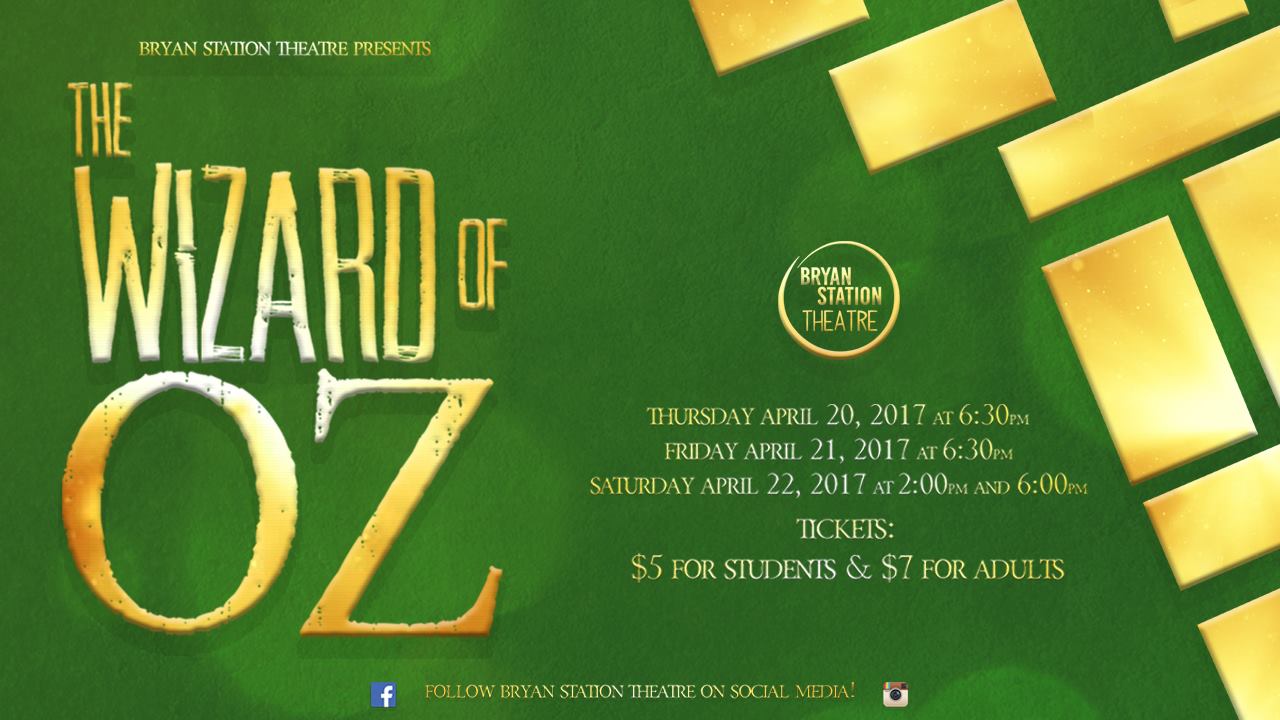 BRYAN STATION THEATRE PRESENTS
THE
WIZARD OF
OZ
BRYAN
STATION
THEATRE
THURSDAY APRIL 20, 2017 AT 6:30PM
FRIDAY APRIL 21, 2017 AT 6:30PM
SATURDAY APRIL 22, 2017 AT 2:00PM AND 6:00PM
TICKETS:
$5 FOR STUDENTS & $7 FOR ADULTS
FOLLOW BRYAN STATION THEATRE ON SOCIAL MEDIA!